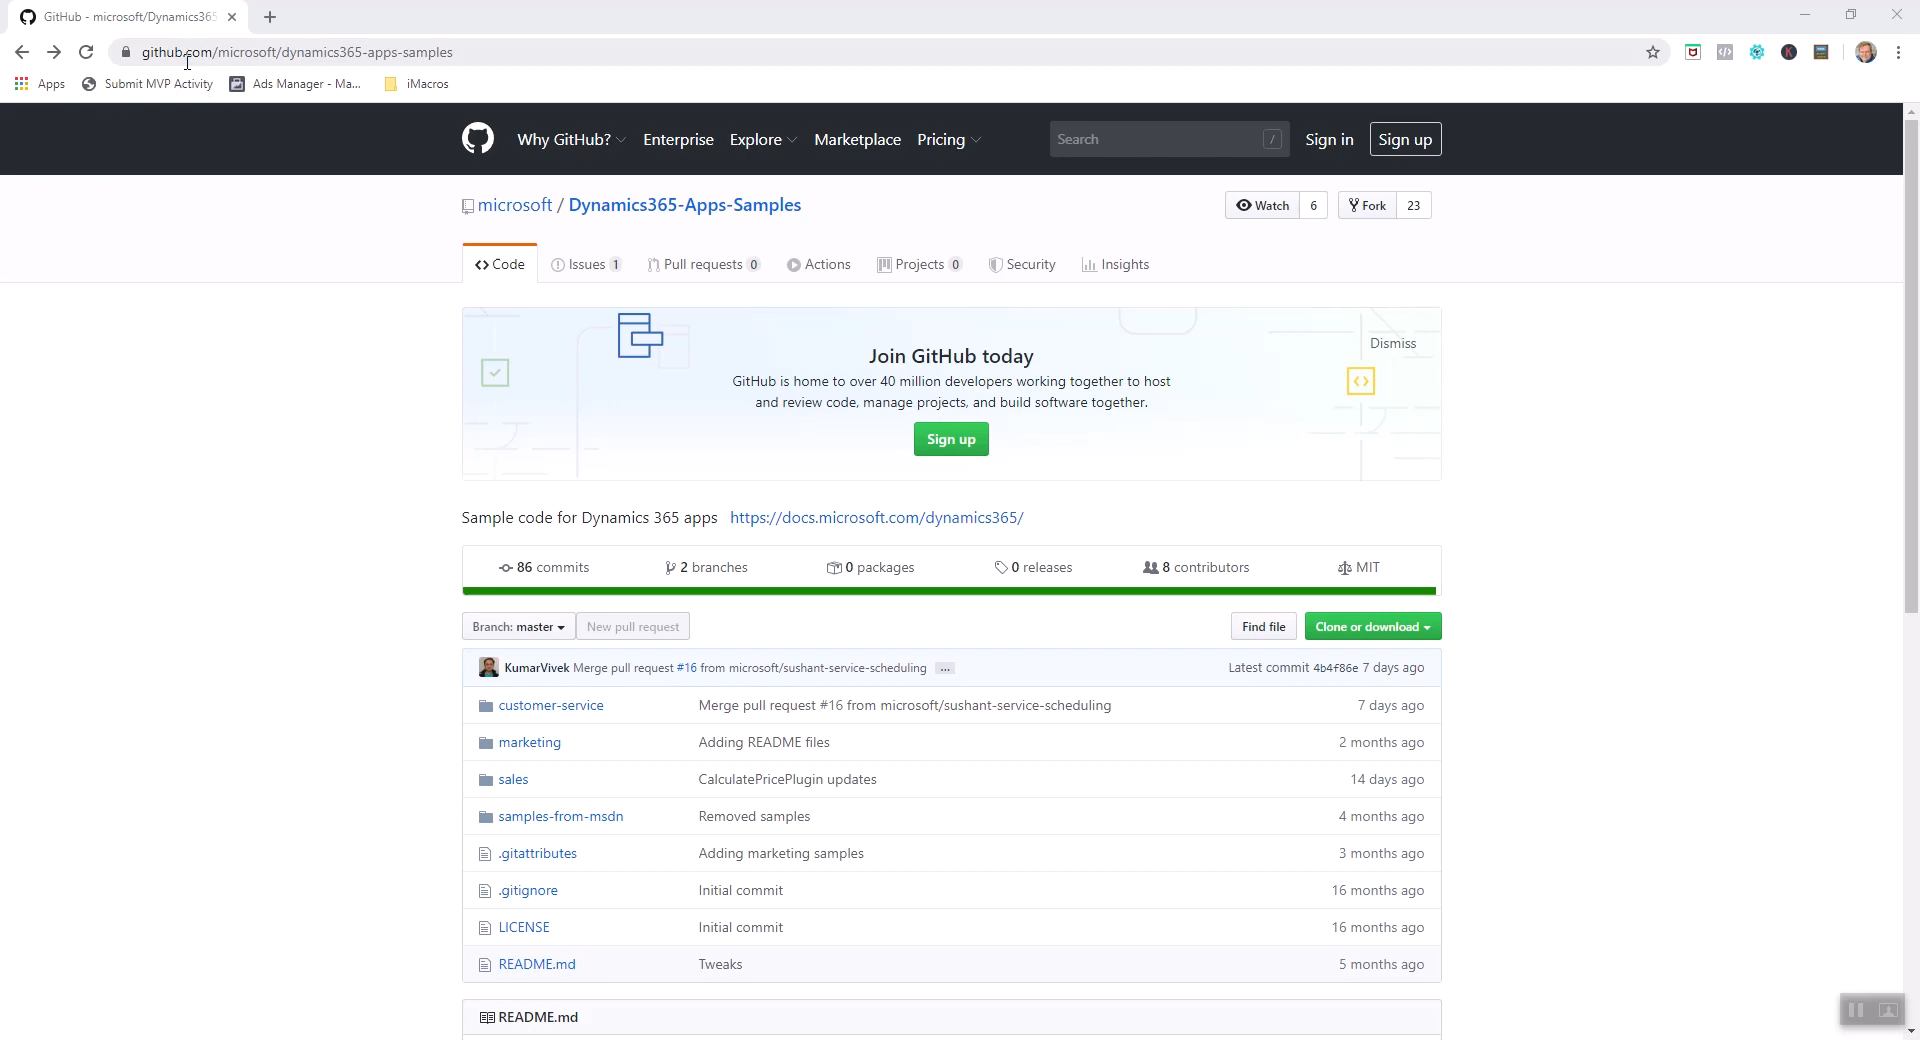 GitHub - microsoft/Dynamics365
github.com/microsoft/dynamics365-apps-samples
Apps Submit MVP Activity Ads Manager - Ma... iMacros
Why GitHub? Enterprise Explore Marketplace Pricing Search / Sign in Sign up
microsoft / Dynamics365-Apps-Samples Watch 6 Fork 23
Code Issues 1 Pull requests 0 Actions Projects 0 Security Insights
Join GitHub today
Dismiss
GitHub is home to over 40 million developers working together to host
and review code, manage projects, and build software together.
Sign up
Sample code for Dynamics 365 apps https://docs.microsoft.com/dynamics365/
86 commits 2 branches 0 packages 0 releases 8 contributors MIT
Branch: master New pull request Find file Clone or download
KumarVivek Merge pull request #16 from microsoft/sushant-service-scheduling ... Latest commit 4b4f86e 7 days ago
customer-service Merge pull request #16 from microsoft/sushant-service-scheduling 7 days ago
marketing Adding README files 2 months ago
sales CalculatePricePlugin updates 14 days ago
samples-from-msdn Removed samples 4 months ago
.gitattributes Adding marketing samples 3 months ago
.gitignore Initial commit 16 months ago
LICENSE Initial commit 16 months ago
README.md Tweaks 5 months ago
README.md